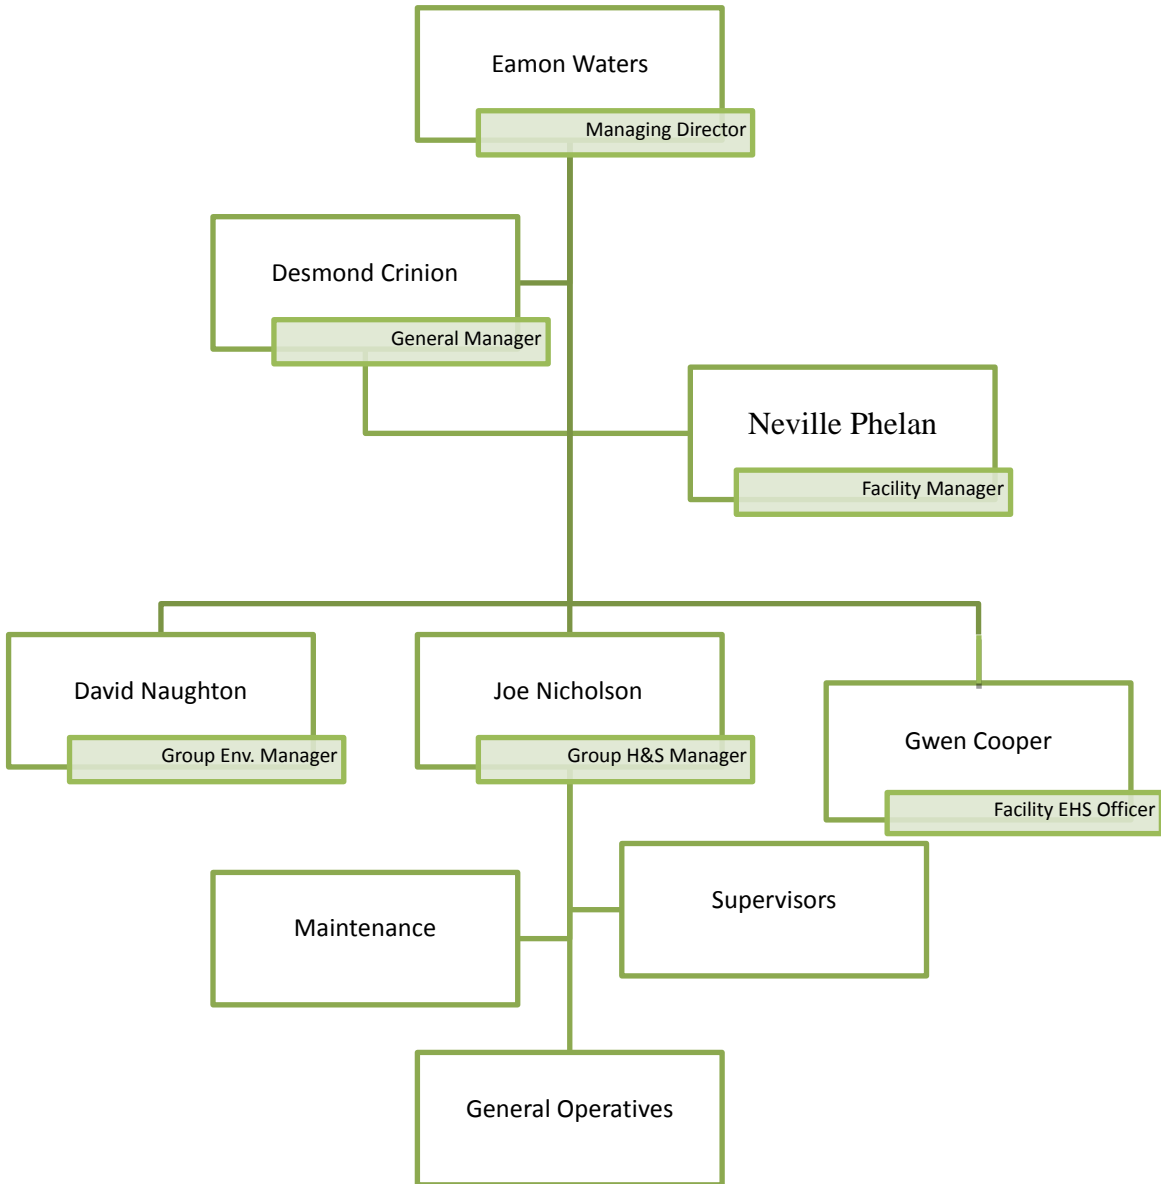 Eamon Waters
Managing Director
Desmond Crinion
General Manager
Neville Phelan
Facility Manager
David Naughton
Group Env. Manager
Joe Nicholson
Group H&S Manager
Gwen Cooper
Facility EHS Officer
Supervisors
Maintenance
General Operatives